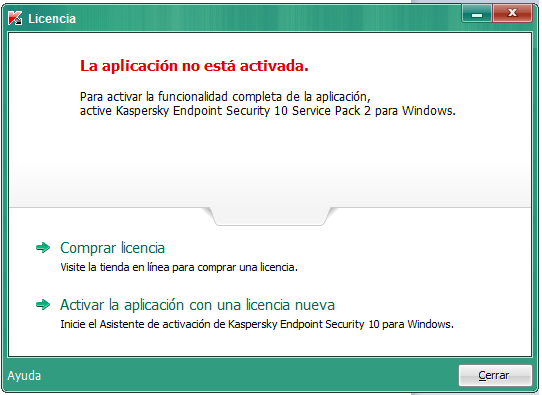 Licencia
La aplicación no está activada.
Para activar la funcionalidad completa de la aplicación,
active Kaspersky Endpoint Security 10 Service Pack 2 para Windows.
Comprar licencia
Visite la tienda en línea para comprar una licencia.
Activar la aplicación con una licencia nueva
Inicie el Asistente de activación de Kaspersky Endpoint Security 10 para Windows.
Ayuda
Cerrar